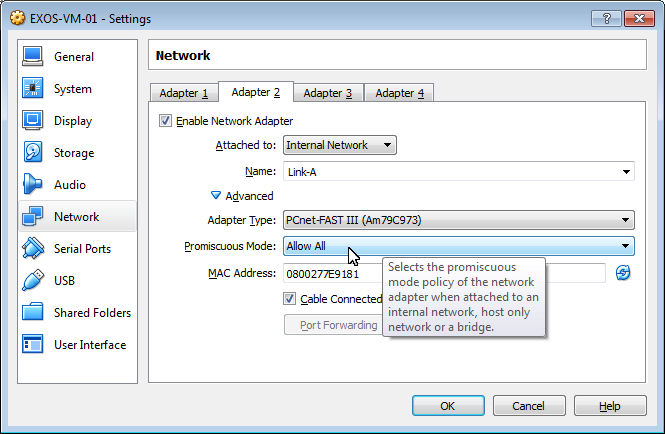 EXOS-VM-01 - Settings
?
General
System
Display
Storage
Audio
Network
Serial Ports
USB
Shared Folders
User Interface
Network
Adapter 1
Adapter 2
Adapter 3
Adapter 4
Enable Network Adapter
Attached to: Internal Network
Name: Link-A
Advanced
Adapter Type: PCnet-FAST III (Am79C973)
Promiscuous Mode: Allow All
MAC Address: 0800277E9181
Cable Connected
Port Forwarding
Selects the promiscuous
mode policy of the network
adapter when attached to an
internal network, host only
network or a bridge.
OK
Cancel
Help